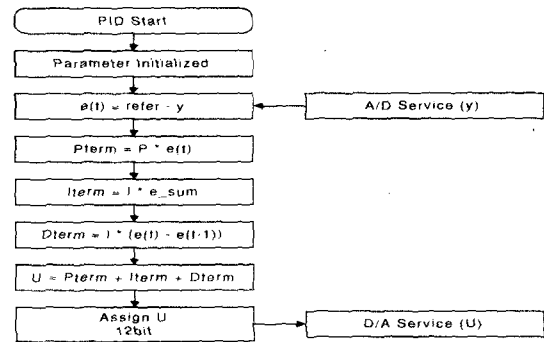 PID Start
Parameter Initialized
e(t) = refer - y
A/D Service (y)
Pterm = P * e(t)
Iterm = I * e_sum
Dterm = I * (e(t) - e(t-1))
U = Pterm + Iterm + Dterm
Assign U
12bit
D/A Service (U)